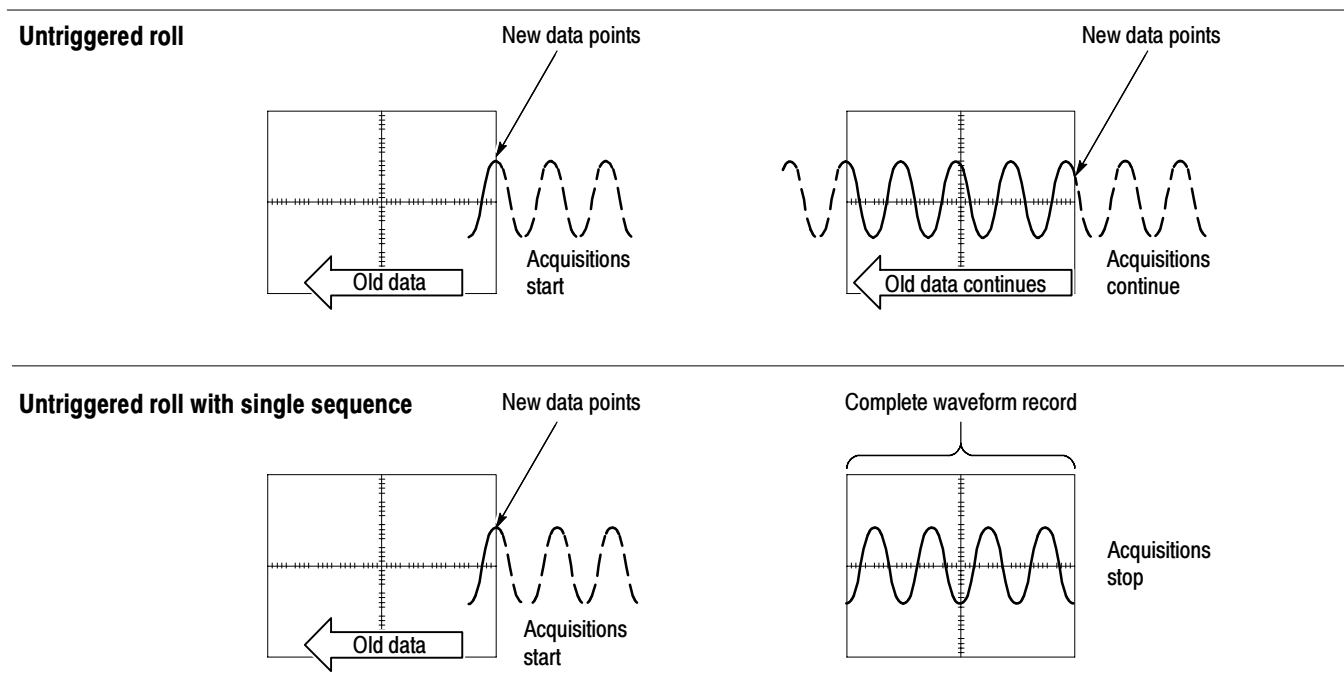 Untriggered roll
New data points
New data points
Old data
Acquisitions
start
Old data continues
Acquisitions
continue
Untriggered roll with single sequence
New data points
Complete waveform record
Old data
Acquisitions
start
Acquisitions
stop